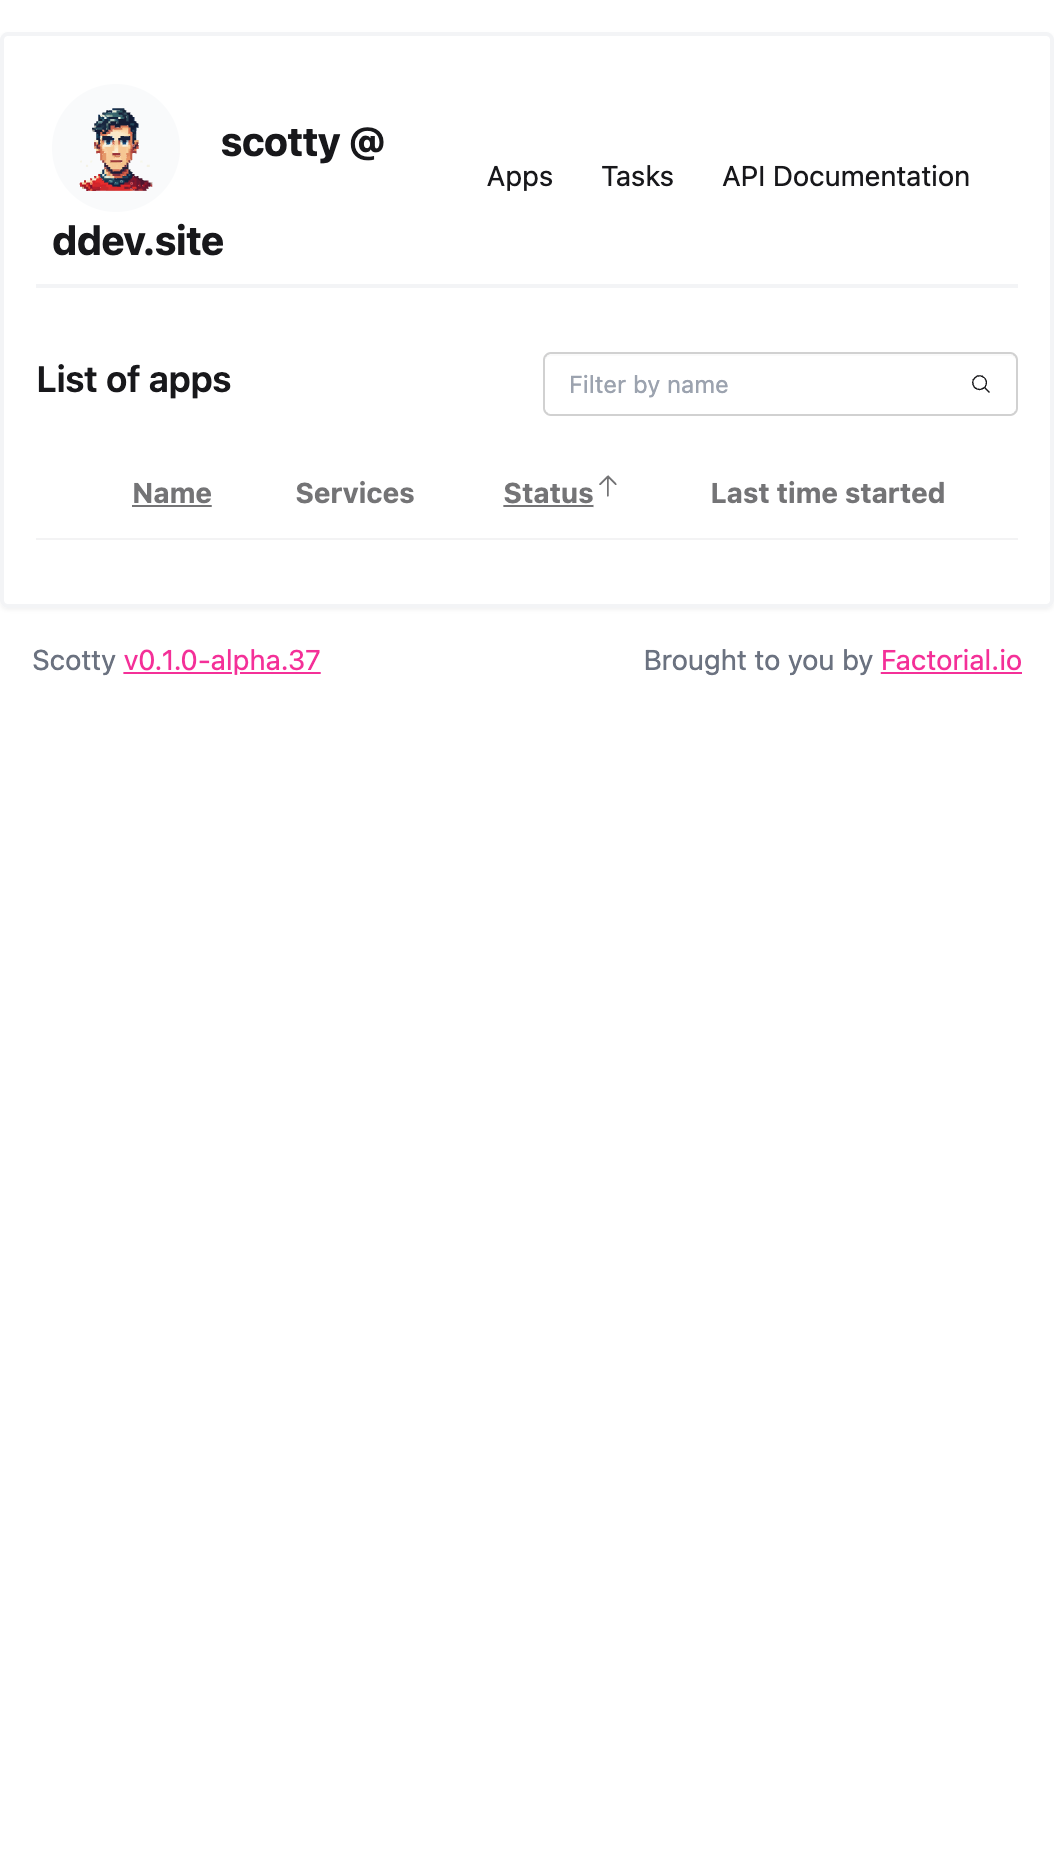 scotty @
ddev.site
Apps Tasks API Documentation
List of apps
Filter by name
Name Services Status↑ Last time started
Scotty v0.1.0-alpha.37
Brought to you by Factorial.io